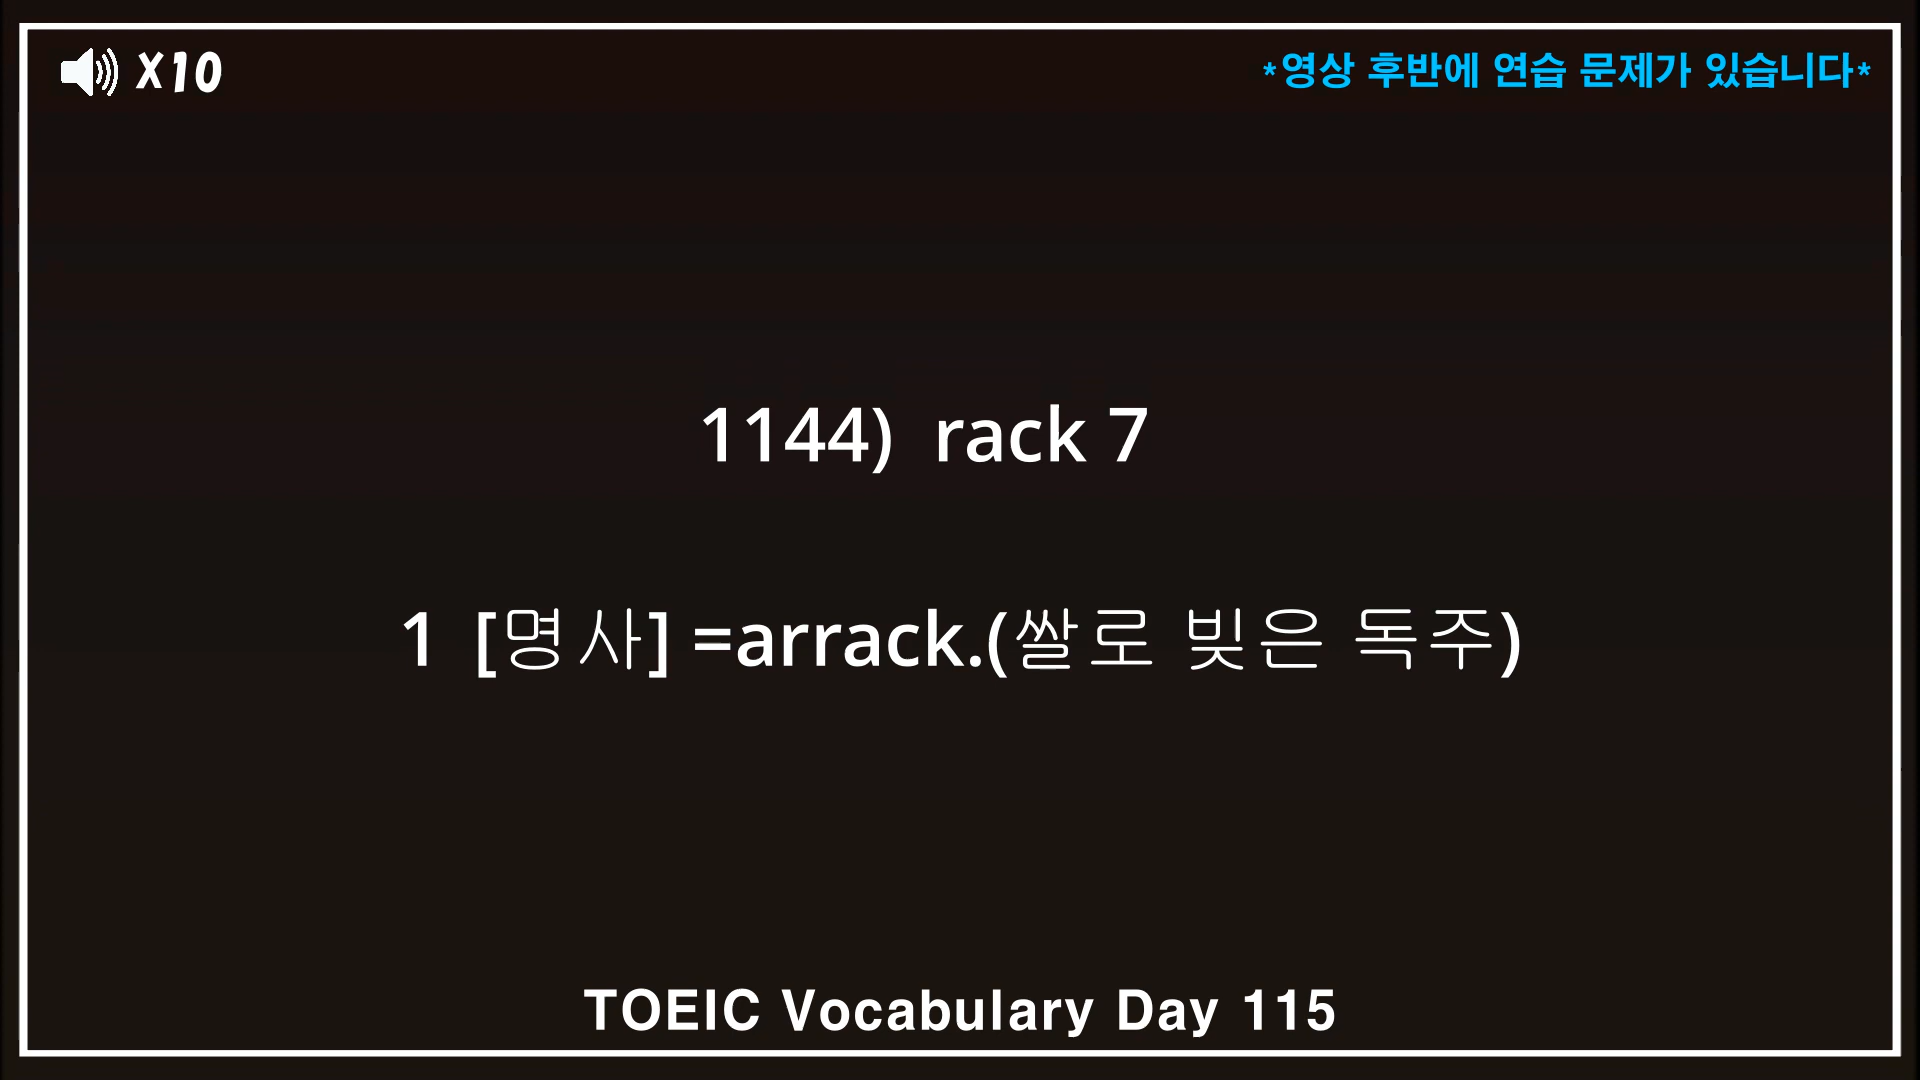 X10
*영상 후반에 연습 문제가 있습니다*
1144) rack 7
1 [명사] =arrack.(쌀로 빚은 독주)
TOEIC Vocabulary Day 115